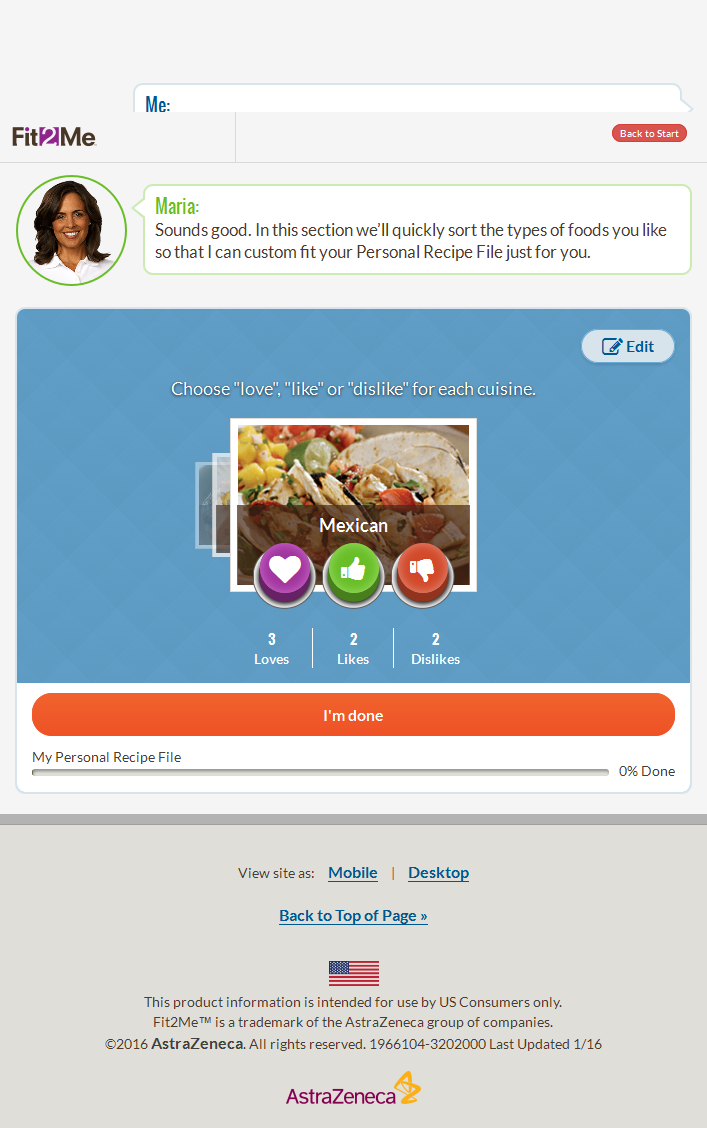 Me:
Fit2Me
Back to Start
Maria:
Sounds good. In this section we'll quickly sort the types of foods you like
so that I can custom fit your Personal Recipe File just for you.
Edit
Choose "love", "like" or "dislike" for each cuisine.
Mexican
3
Loves
2
Likes
2
Dislikes
I'm done
My Personal Recipe File
0% Done
View site as: Mobile | Desktop
Back to Top of Page »
This product information is intended for use by US Consumers only.
Fit2Me™ is a trademark of the AstraZeneca group of companies.
©2016 AstraZeneca. All rights reserved. 1966104-3202000 Last Updated 1/16
AstraZeneca